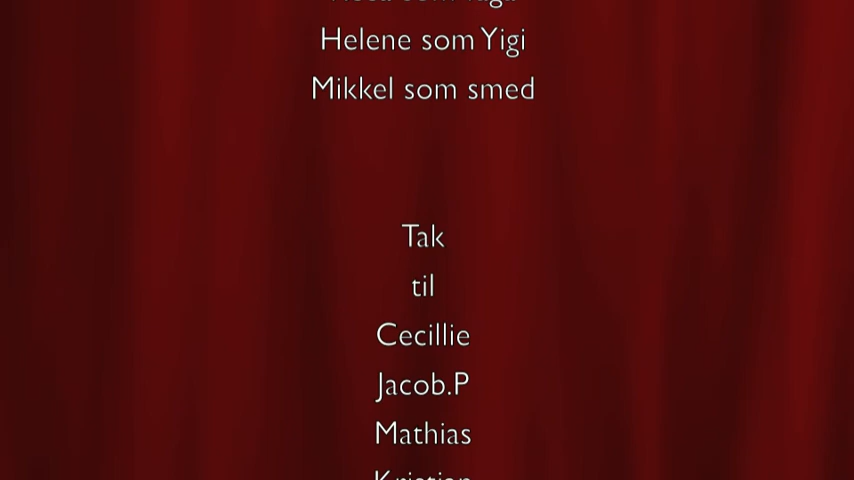 Helene som Yigi
Mikkel som smed
Tak
til
Cecillie
Jacob.P
Mathias